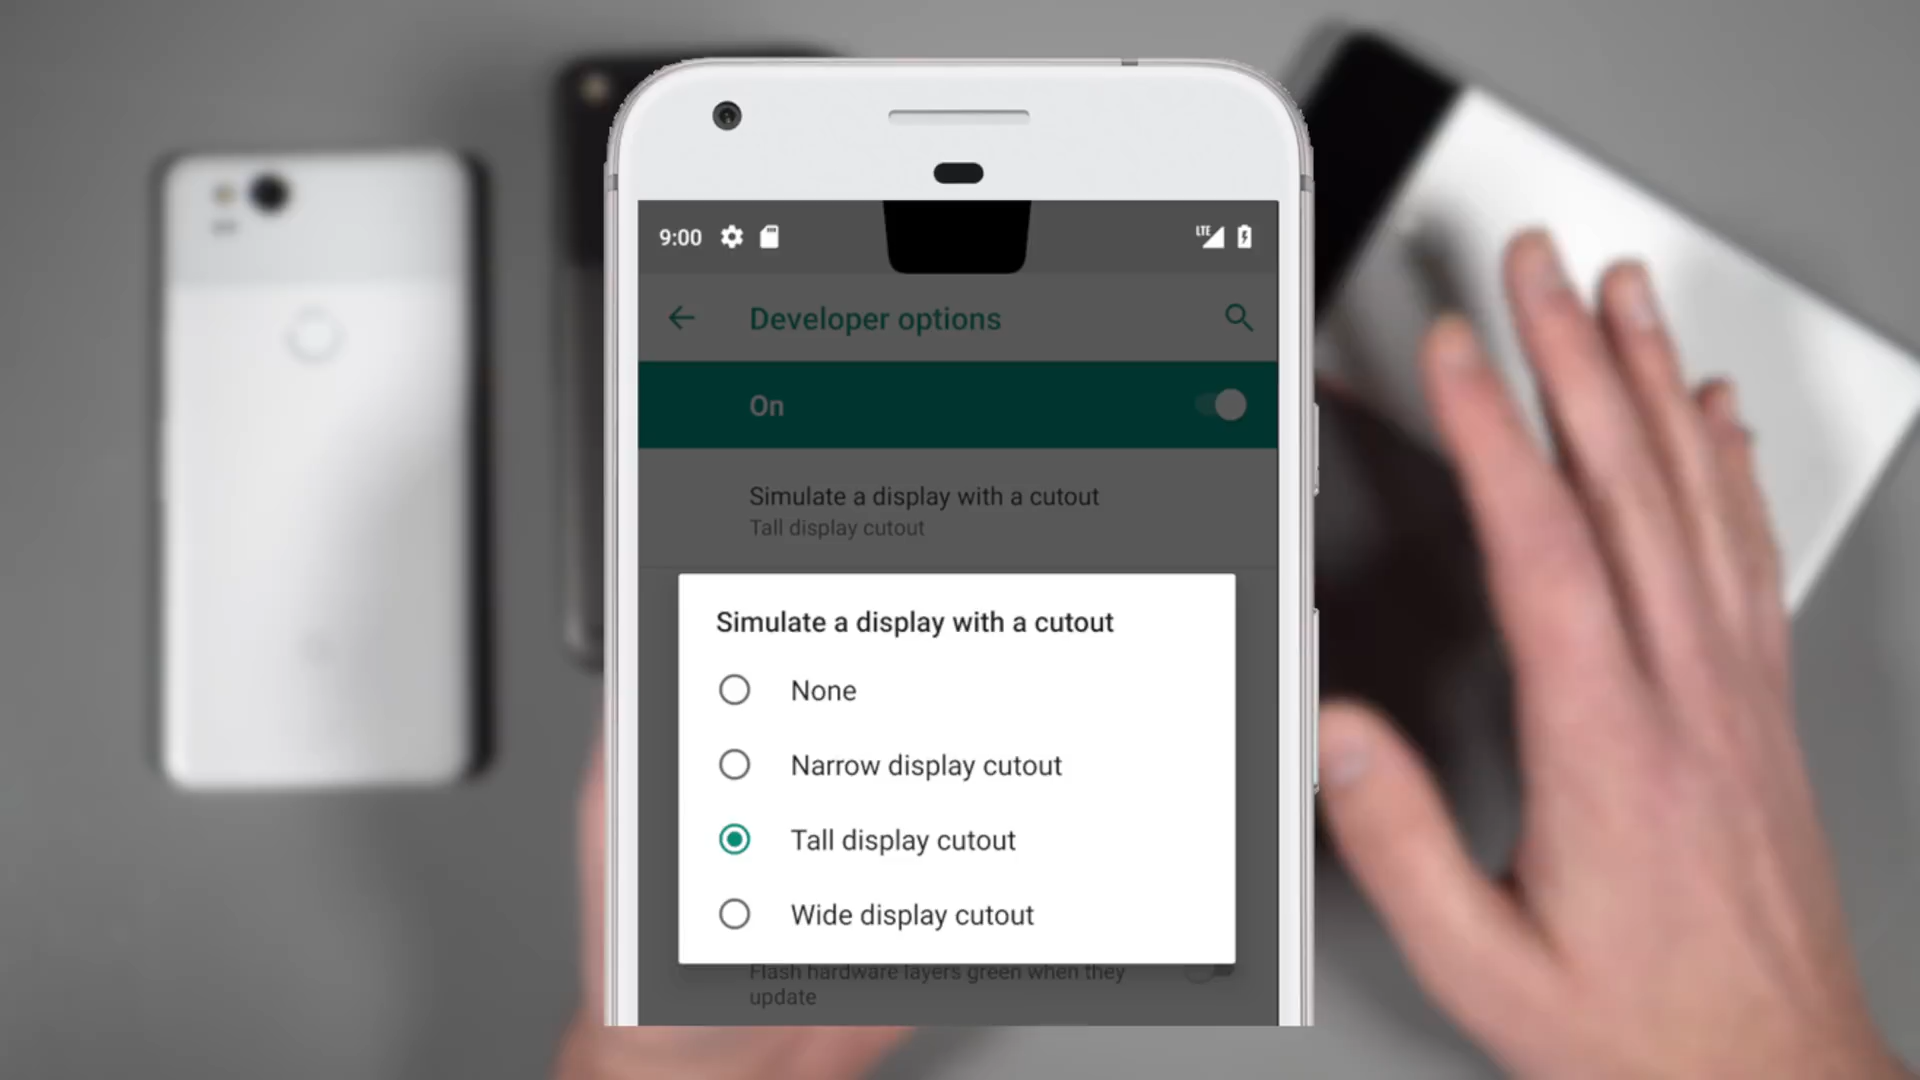 9:00
LTE
Developer options
On
Simulate a display with a cutout
Tall display cutout
Simulate a display with a cutout
None
Narrow display cutout
Tall display cutout
Wide display cutout
Flash hardware layers green when they
update